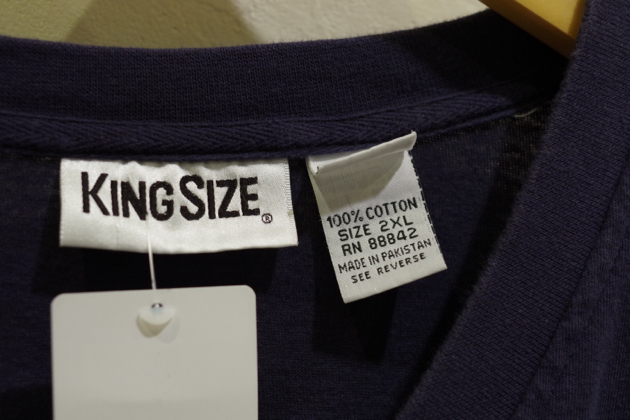 KINGSIZE®
100% COTTON
SIZE 2XL
RN 88842
MADE IN PAKISTAN
SEE REVERSE